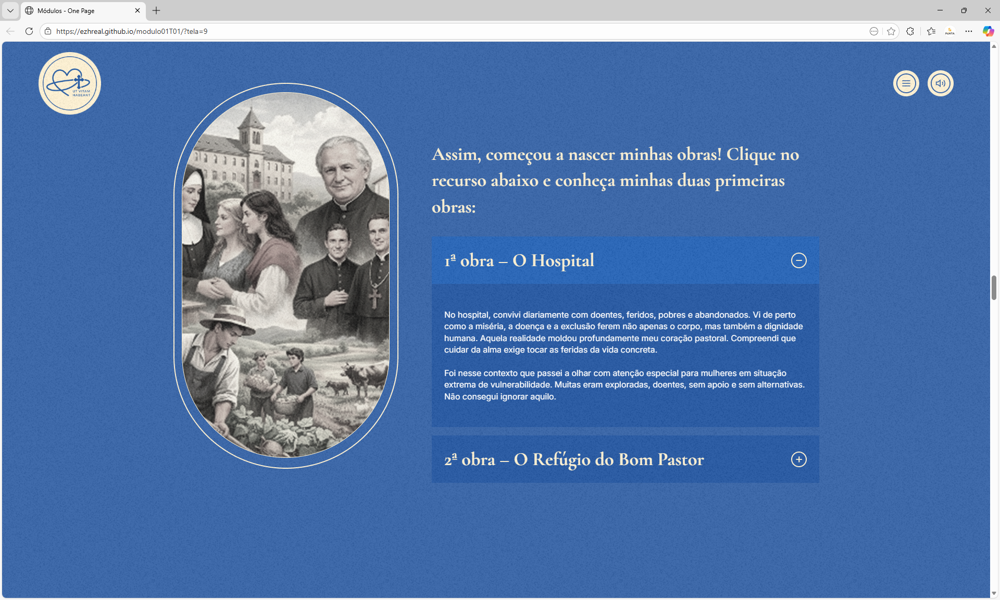 Módulos - One Page
https://ezhreal.github.io/modulo01T01/?tela=9
PENTA
UT VITAM
HABEANT
Assim, começou a nascer minhas obras! Clique no
recurso abaixo e conheça minhas duas primeiras
obras:
1ª obra – O Hospital
No hospital, convivi diariamente com doentes, feridos, pobres e abandonados. Vi de perto
como a miséria, a doença e a exclusão ferem não apenas o corpo, mas também a dignidade
humana. Aquela realidade moldou profundamente meu coração pastoral. Compreendi que
cuidar da alma exige tocar as feridas da vida concreta.
Foi nesse contexto que passei a olhar com atenção especial para mulheres em situação
extrema de vulnerabilidade. Muitas eram exploradas, doentes, sem apoio e sem alternativas.
Não consegui ignorar aquilo.
2ª obra – O Refúgio do Bom Pastor